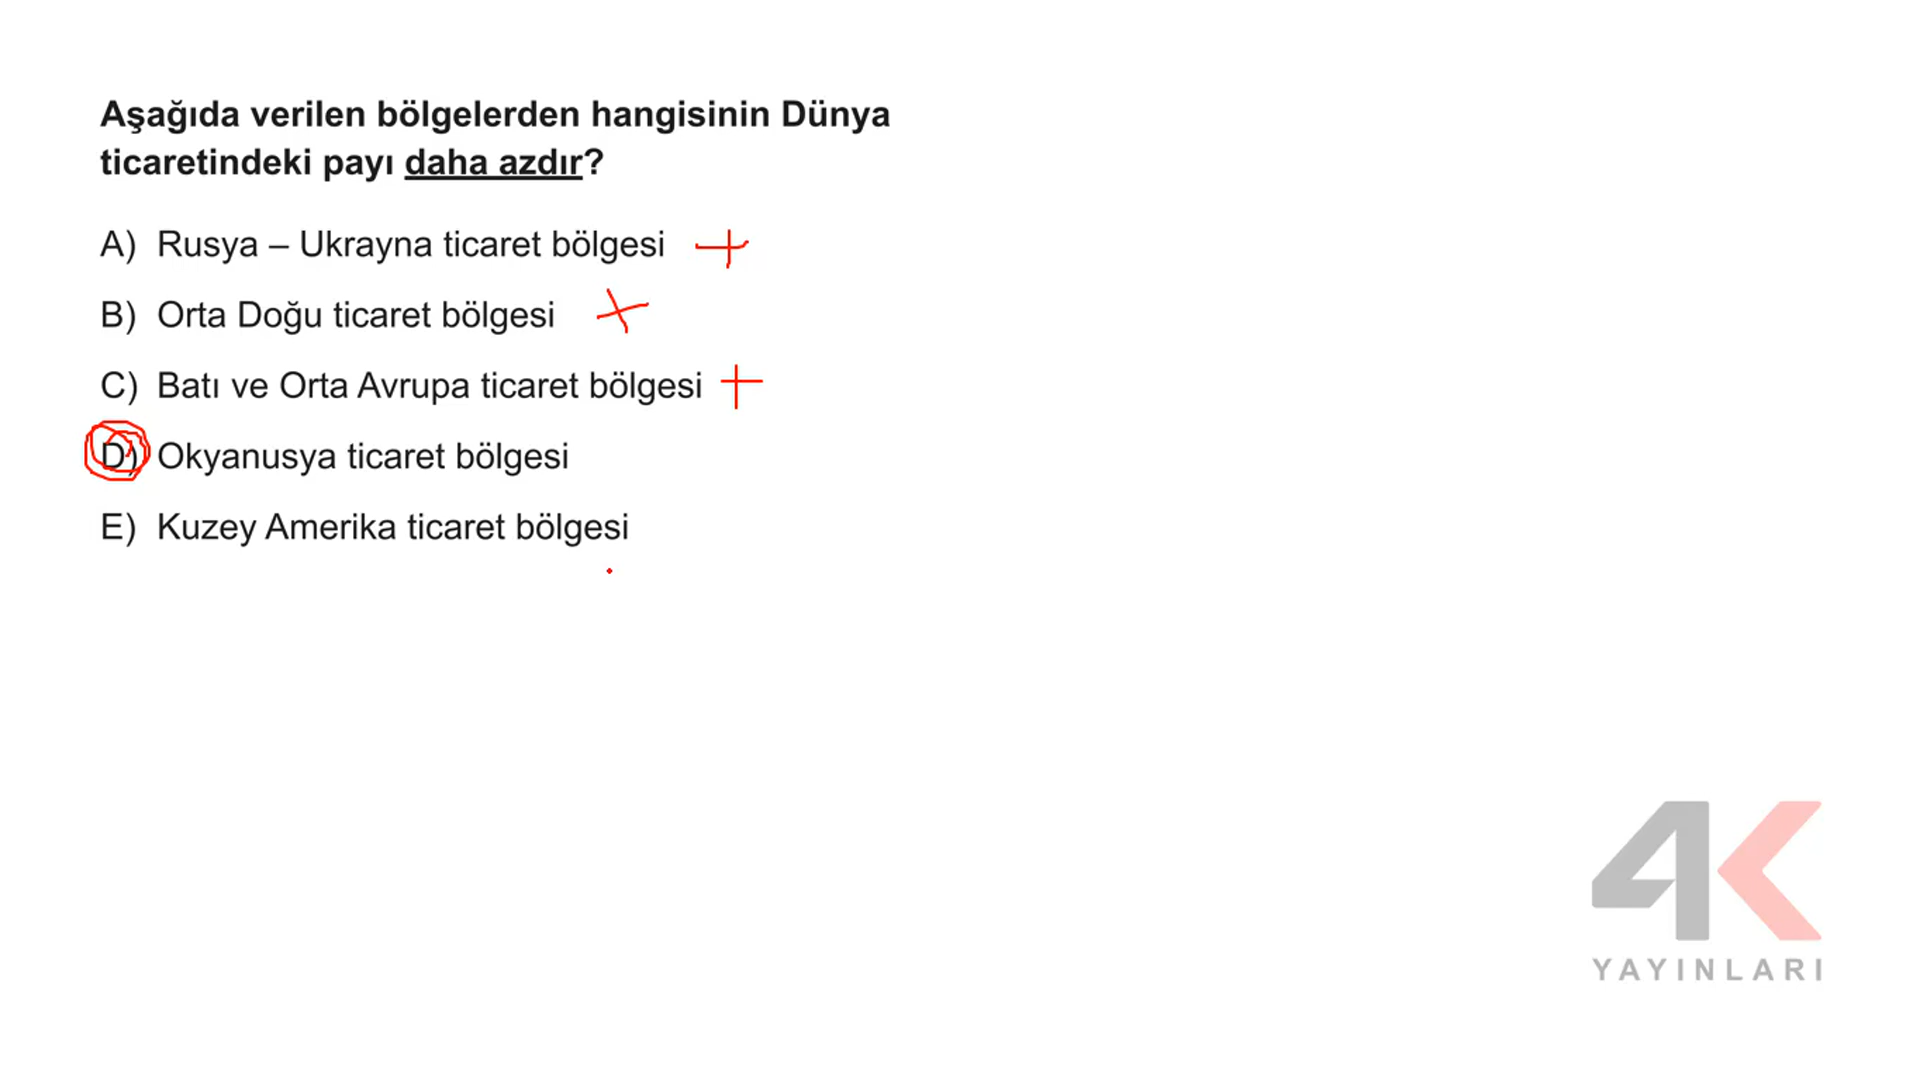 Aşağıda verilen bölgelerden hangisinin Dünya
ticaretindeki payı daha azdır?
A) Rusya – Ukrayna ticaret bölgesi
B) Orta Doğu ticaret bölgesi
C) Batı ve Orta Avrupa ticaret bölgesi
D) Okyanusya ticaret bölgesi
E) Kuzey Amerika ticaret bölgesi
4K
YAYINLARI